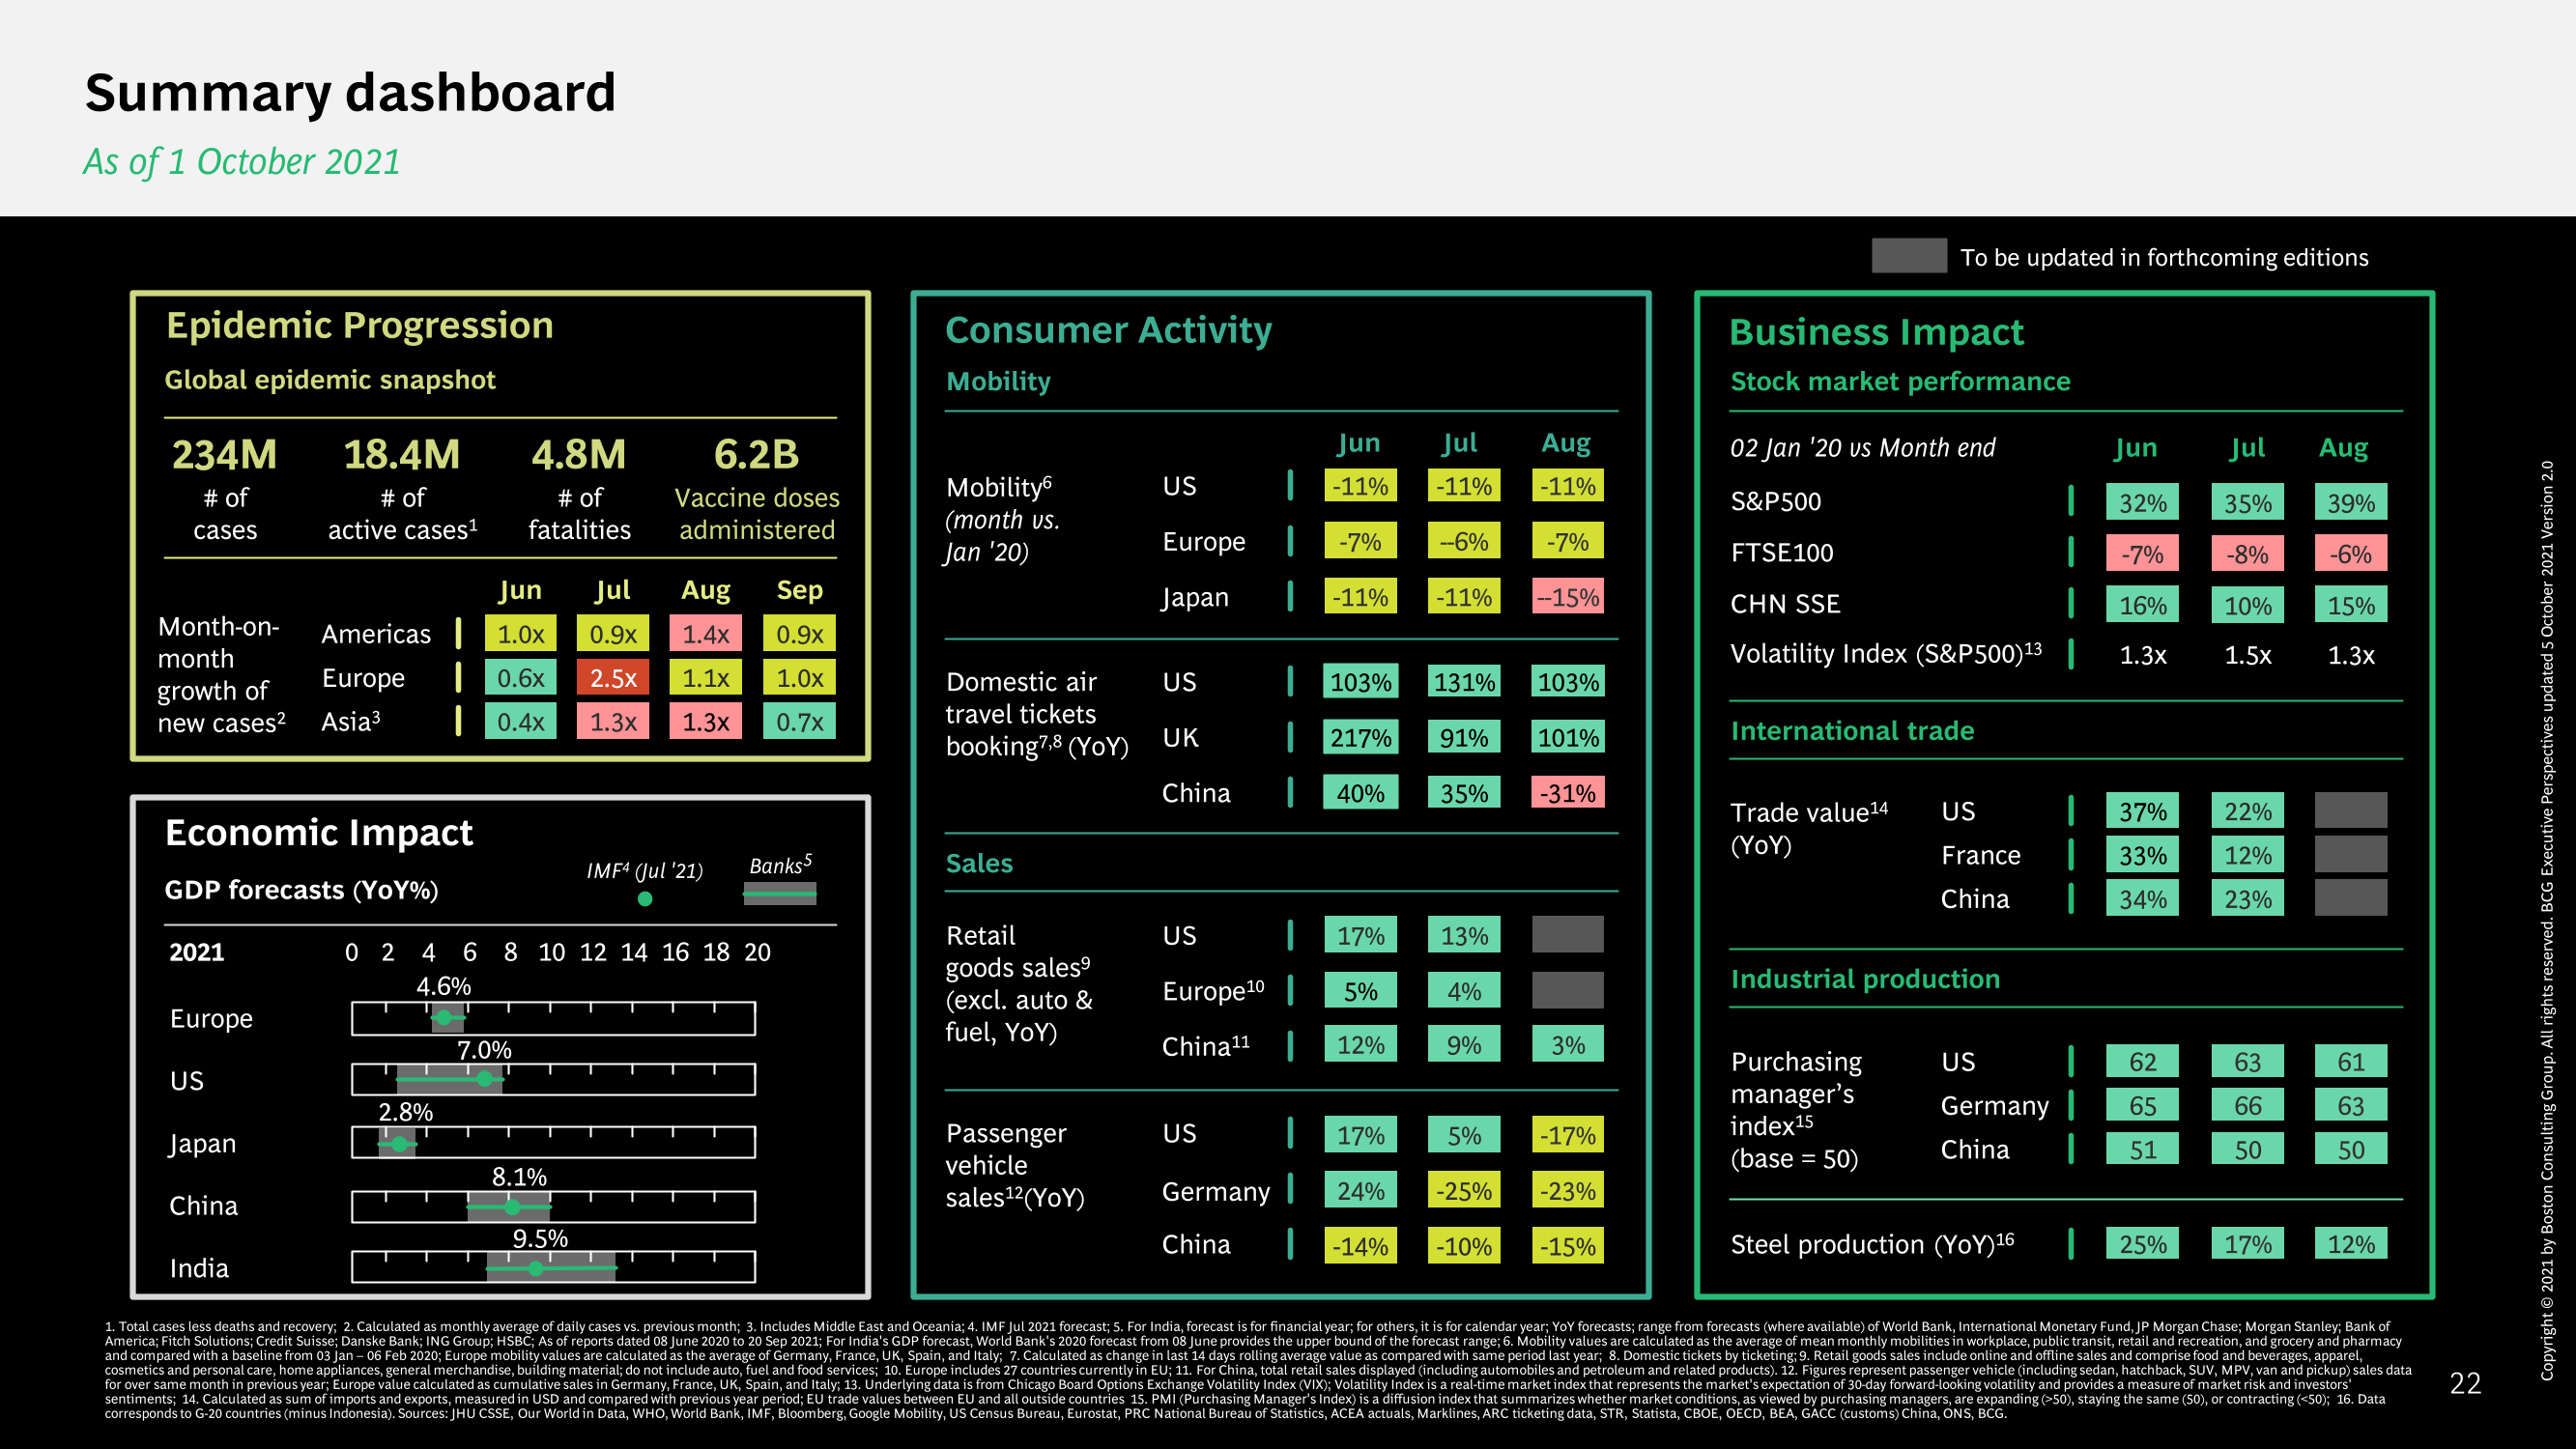 Summary dashboard
As of 1 October 2021
To be updated in forthcoming editions
Epidemic Progression
Global epidemic snapshot
234M 18.4M 4.8M 6.2B
# of # of # of Vaccine doses
cases active cases1 fatalities administered
Jun Jul Aug Sep
Month-on-
month
growth of
new cases2
Americas 1.0x 0.9x 1.4x 0.9x
Europe 0.6x 2.5x 1.1x 1.0x
Asia3 0.4x 1.3x 1.3x 0.7x
Economic Impact
GDP forecasts (YoY%)
IMF4 (Jul '21) Banks5
2021 0 2 4 6 8 10 12 14 16 18 20
4.6%
Europe
7.0%
US
2.8%
Japan
8.1%
China
9.5%
India
Consumer Activity
Mobility
Jun Jul Aug
Mobility6
(month vs.
Jan '20)
US -11% -11% -11%
Europe -7% --6% -7%
Japan -11% -11% --15%
Domestic air
travel tickets
booking7,8 (YoY)
US 103% 131% 103%
UK 217% 91% 101%
China 40% 35% -31%
Sales
Retail
goods sales9
(excl. auto &
fuel, YoY)
US 17% 13%
Europe10 5% 4%
China11 12% 9% 3%
Passenger
vehicle
sales12(YoY)
US 17% 5% -17%
Germany 24% -25% -23%
China -14% -10% -15%
Business Impact
Stock market performance
02 Jan '20 vs Month end Jun Jul Aug
S&P500 32% 35% 39%
FTSE100 -7% -8% -6%
CHN SSE 16% 10% 15%
Volatility Index (S&P500)13 1.3x 1.5x 1.3x
International trade
Trade value14
(YoY)
US 37% 22%
France 33% 12%
China 34% 23%
Industrial production
Purchasing
manager’s
index15
(base = 50)
US 62 63 61
Germany 65 66 63
China 51 50 50
Steel production (YoY)16 25% 17% 12%
1. Total cases less deaths and recovery; 2. Calculated as monthly average of daily cases vs. previous month; 3. Includes Middle East and Oceania; 4. IMF Jul 2021 forecast; 5. For India, forecast is for financial year; for others, it is for calendar year; YoY forecasts; range from forecasts (where available) of World Bank, International Monetary Fund, JP Morgan Chase; Morgan Stanley; Bank of
America; Fitch Solutions; Credit Suisse; Danske Bank; ING Group; HSBC; As of reports dated 08 June 2020 to 20 Sep 2021; For India's GDP forecast, World Bank's 2020 forecast from 08 June provides the upper bound of the forecast range; 6. Mobility values are calculated as the average of mean monthly mobilities in workplace, public transit, retail and recreation, and grocery and pharmacy
and compared with a baseline from 03 Jan – 06 Feb 2020; Europe mobility values are calculated as the average of Germany, France, UK, Spain, and Italy; 7. Calculated as change in last 14 days rolling average value as compared with same period last year; 8. Domestic tickets by ticketing; 9. Retail goods sales include online and offline sales and comprise food and beverages, apparel,
cosmetics and personal care, home appliances, general merchandise, building material; do not include auto, fuel and food services; 10. Europe includes 27 countries currently in EU; 11. For China, total retail sales displayed (including automobiles and petroleum and related products). 12. Figures represent passenger vehicle (including sedan, hatchback, SUV, MPV, van and pickup) sales data
for over same month in previous year; Europe value calculated as cumulative sales in Germany, France, UK, Spain, and Italy; 13. Underlying data is from Chicago Board Options Exchange Volatility Index (VIX); Volatility Index is a real-time market index that represents the market's expectation of 30-day forward-looking volatility and provides a measure of market risk and investors'
sentiments; 14. Calculated as sum of imports and exports, measured in USD and compared with previous year period; EU trade values between EU and all outside countries 15. PMI (Purchasing Manager's Index) is a diffusion index that summarizes whether market conditions, as viewed by purchasing managers, are expanding (>50), staying the same (50), or contracting (<50); 16. Data
corresponds to G-20 countries (minus Indonesia). Sources: JHU CSSE, Our World in Data, WHO, World Bank, IMF, Bloomberg, Google Mobility, US Census Bureau, Eurostat, PRC National Bureau of Statistics, ACEA actuals, Marklines, ARC ticketing data, STR, Statista, CBOE, OECD, BEA, GACC (customs) China, ONS, BCG.
22
Copyright © 2021 by Boston Consulting Group. All rights reserved. BCG Executive Perspectives updated 5 October 2021 Version 2.0